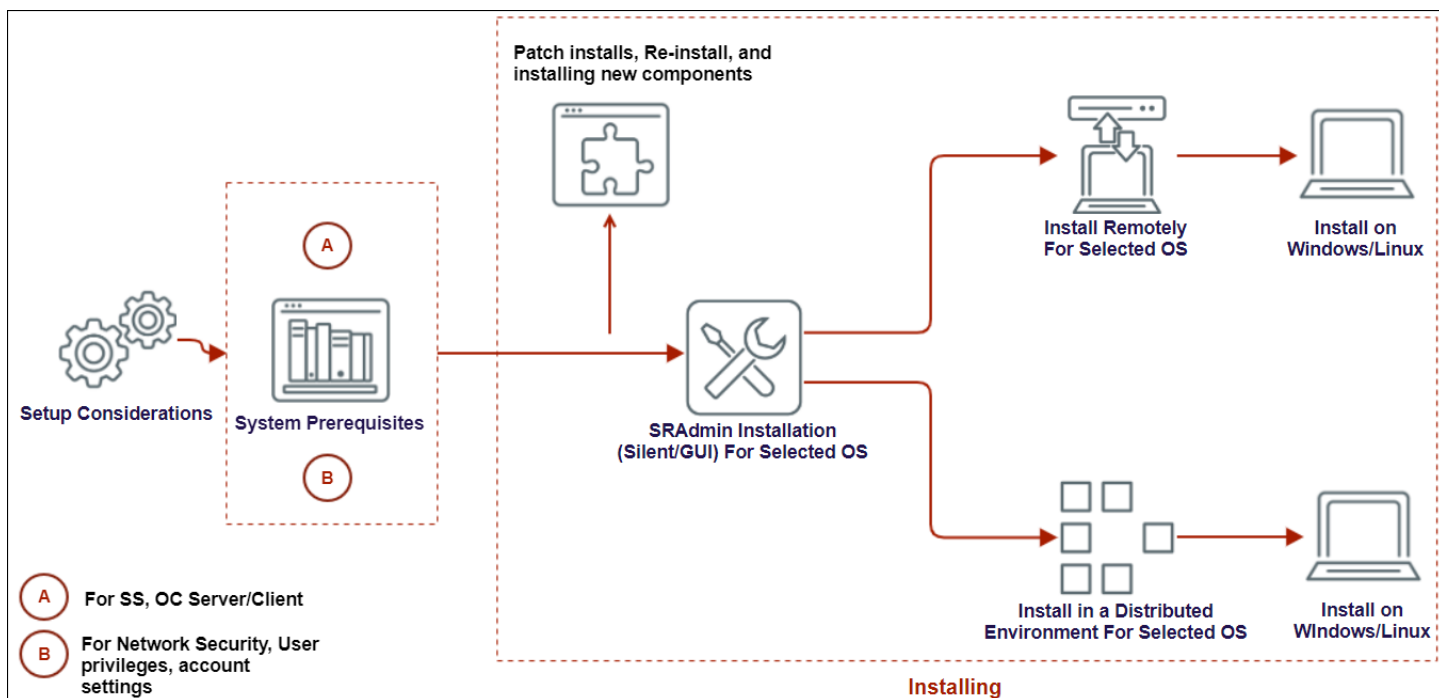 Patch installs, Re-install, and
installing new components
A
Setup Considerations
System Prerequisites
B
SRAdmin Installation
(Silent/GUI) For Selected OS
Install Remotely
For Selected OS
Install on
Windows/Linux
Install in a Distributed
Environment For Selected OS
Install on
WIndows/Linux
A
For SS, OC Server/Client
B
For Network Security, User
privileges, account
settings
Installing